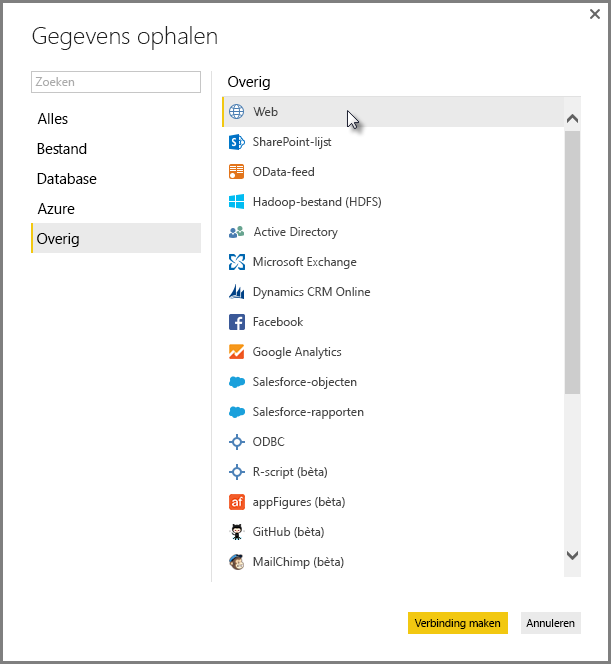 Gegevens ophalen
Zoeken
Alles
Bestand
Database
Azure
Overig
Overig
Web
SharePoint-lijst
OData-feed
Hadoop-bestand (HDFS)
Active Directory
Microsoft Exchange
Dynamics CRM Online
Facebook
Google Analytics
Salesforce-objecten
Salesforce-rapporten
ODBC
R-script (bèta)
appFigures (bèta)
GitHub (bèta)
MailChimp (bèta)
Verbinding maken
Annuleren